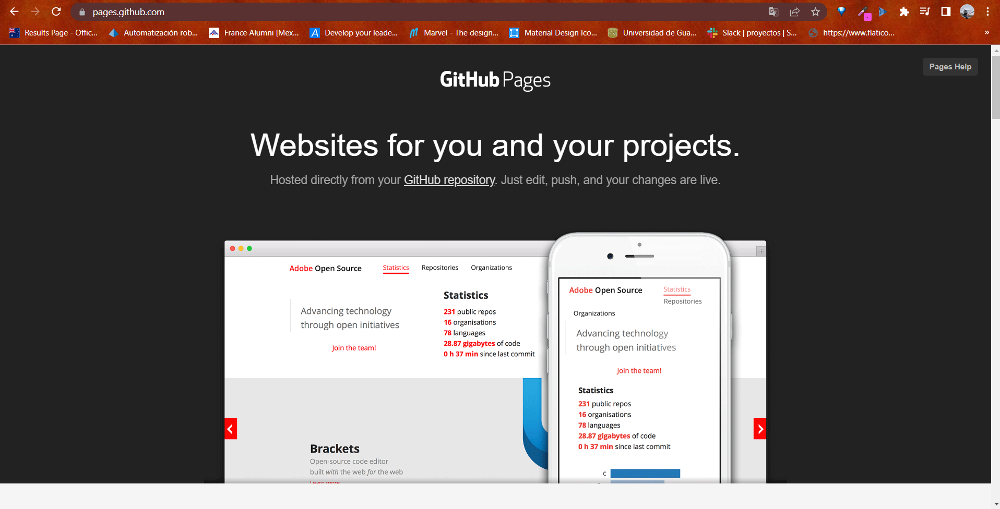 pages.github.com
Results Page - Offic...
Automatización rob...
France Alumni [Mex...
Develop your leade...
Marvel - The design...
Material Design Ico...
Universidad de Gua...
Slack | proyectos | S...
https://www.flatico...
»
Pages Help
GitHub Pages
Websites for you and your projects.
Hosted directly from your GitHub repository. Just edit, push, and your changes are live.
Adobe Open Source
Statistics
Repositories
Organizations
Advancing technology
through open initiatives
Join the team!
Statistics
231 public repos
16 organisations
78 languages
28.87 gigabytes of code
0 h 37 min since last commit
Brackets
Open-source code editor
built with the web for the web
Learn more
Adobe Open Source
Statistics
Repositories
Organizations
Advancing technology
through open initiatives
Join the team!
Statistics
231 public repos
16 organisations
78 languages
28.87 gigabytes of code
0 h 37 min since last commit
C